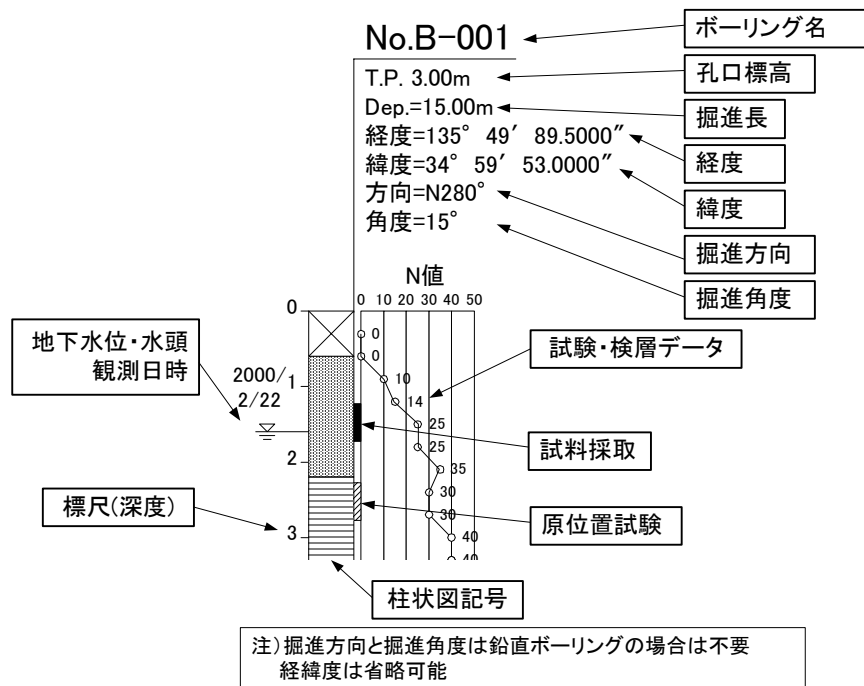 No.B-001
ボーリング名
T.P. 3.00m
孔口標高
Dep.=15.00m
掘進長
経度=135° 49′ 89.5000″
経度
緯度=34° 59′ 53.0000″
緯度
方向=N280°
掘進方向
角度=15°
掘進角度
N値
0 10 20 30 40 50
0
地下水位・水頭
観測日時
2000/
2/22
1
2
3
0
0
10
14
25
25
35
30
30
40
40
試験・検層データ
試料採取
標尺(深度)
原位置試験
柱状図記号
注)掘進方向と掘進角度は鉛直ボーリングの場合は不要
経緯度は省略可能